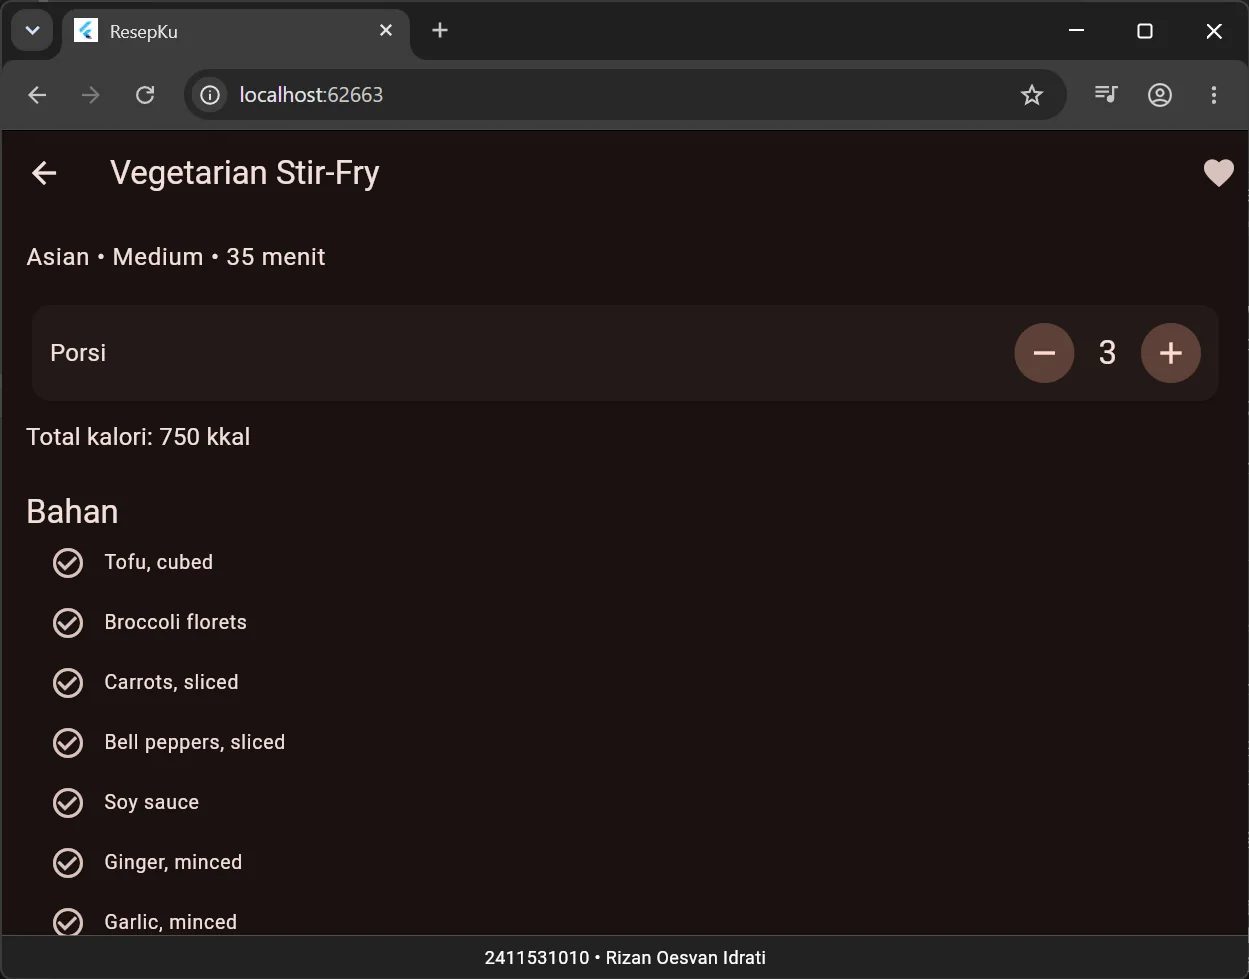 ResepKu
localhost:62663
Vegetarian Stir-Fry
Asian • Medium • 35 menit
Porsi
3
Total kalori: 750 kkal
Bahan
Tofu, cubed
Broccoli florets
Carrots, sliced
Bell peppers, sliced
Soy sauce
Ginger, minced
Garlic, minced
2411531010 • Rizan Oesvan Idrati